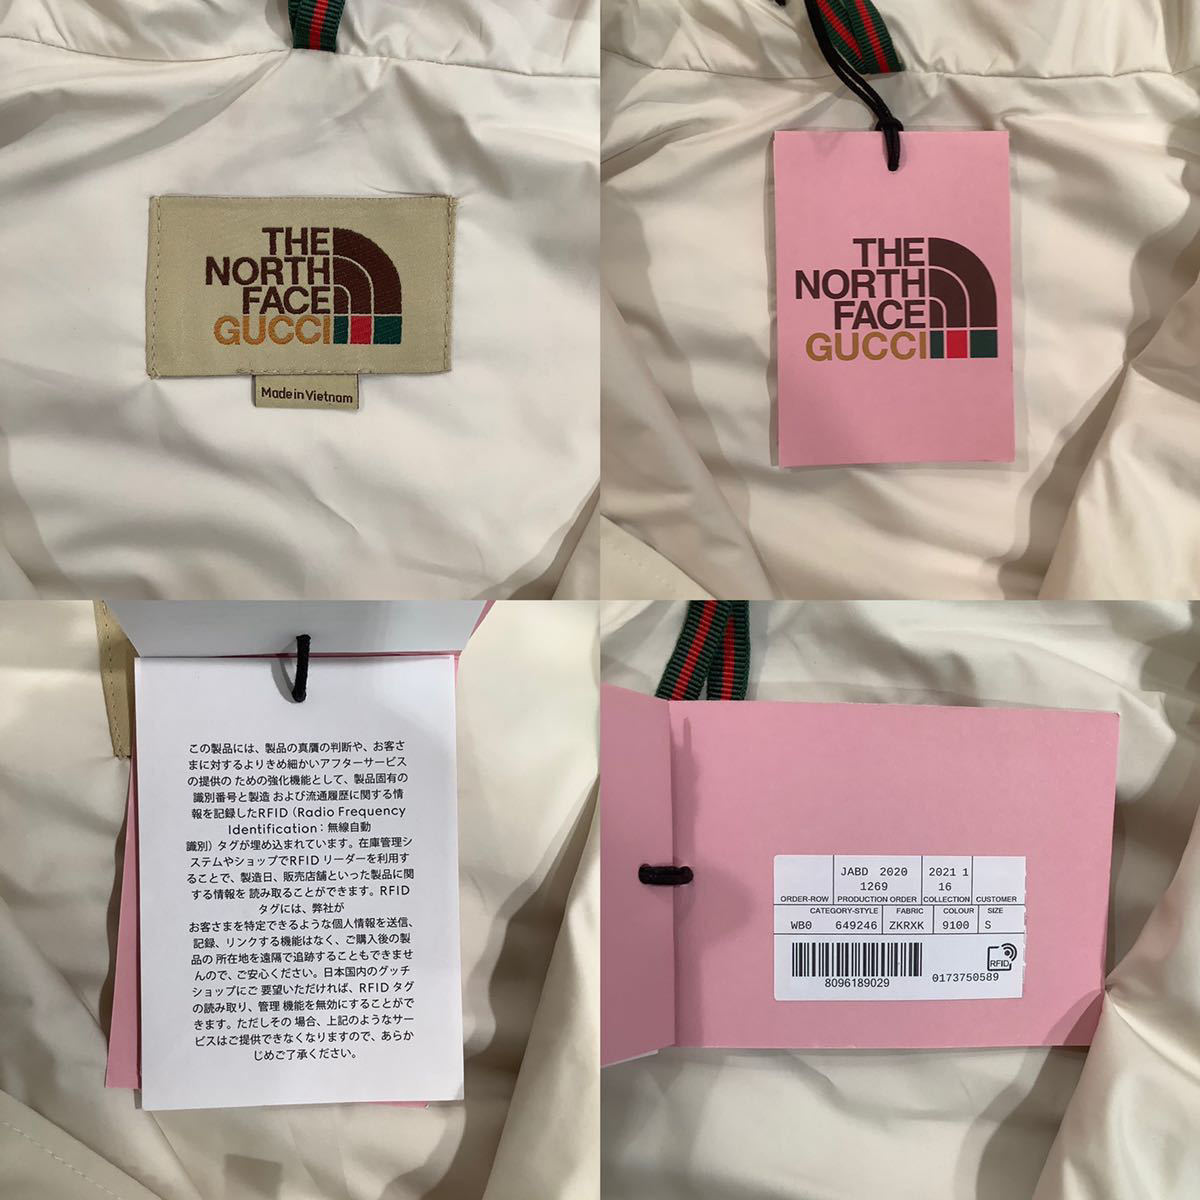 THE
NORTH
FACE
GUCCI
Made in Vietnam
THE
NORTH
FACE
GUCCI
この製品には、製品の真贋の判断や、お客さ
まに対するよりきめ細かいアフターサービス
の提供の ための強化機能として、製品固有の
識別番号と製造 および流通履歴に関する情
報を記録したRFID（Radio Frequency
Identification：無線自動
識別）タグが埋め込まれています。在庫管理シ
ステムやショップでRFID リーダーを利用す
ることで、製造日、販売店舗といった製品に関
する情報を 読み取ることができます。RFID
タグには、弊社が
お客さまを特定できるような個人情報を送信、
記録、リンクする機能はなく、ご購入後の製
品の 所在地を遠隔で追跡することもできませ
んので、ご安心ください。日本国内のグッチ
ショップにご 要望いただければ、RFID タグ
の読み取り、管理 機能を無効にすることがで
きます。ただしその 場合、上記のようなサー
ビスはご提供できなくなりますので、あらか
じめご了承ください。
JABD 2020 2021 1
1269 16
ORDER-ROW PRODUCTION ORDER COLLECTION CUSTOMER
CATEGORY-STYLE FABRIC COLOUR SIZE
WB0 649246 ZKRXK 9100 S
RFID
8096189029 0173750589